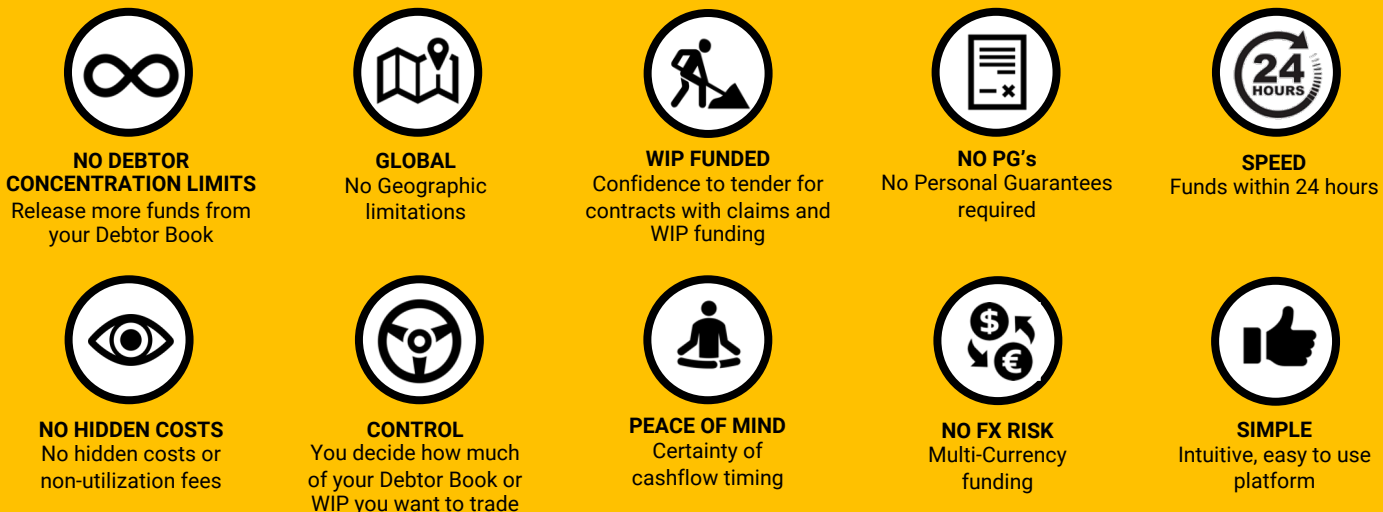 NO DEBTOR
CONCENTRATION LIMITS
Release more funds from
your Debtor Book
GLOBAL
No Geographic
limitations
WIP FUNDED
Confidence to tender for
contracts with claims and
WIP funding
NO PG's
No Personal Guarantees
required
24
HOURS
SPEED
Funds within 24 hours
NO HIDDEN COSTS
No hidden costs or
non-utilization fees
CONTROL
You decide how much
of your Debtor Book or
WIP you want to trade
PEACE OF MIND
Certainty of
cashflow timing
$
€
NO FX RISK
Multi-Currency
funding
SIMPLE
Intuitive, easy to use
platform